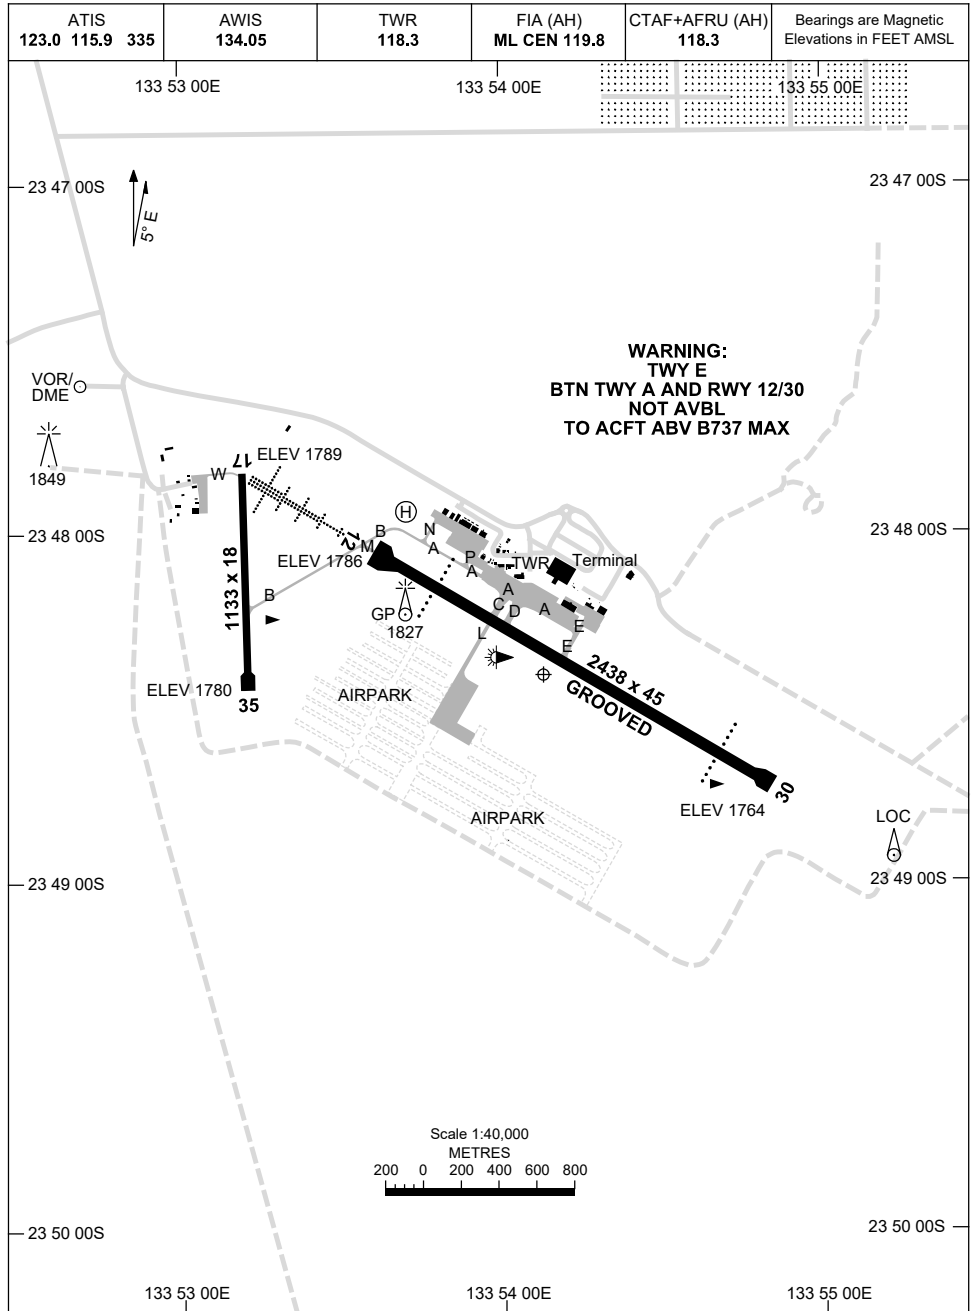 ATIS
123.0 115.9 335
AWIS
134.05
TWR
118.3
FIA (AH)
ML CEN 119.8
CTAF+AFRU (AH)
118.3
Bearings are Magnetic
Elevations in FEET AMSL
133 53 00E
133 54 00E
133 55 00E
23 47 00S
23 47 00S
5° E
WARNING:
TWY E
BTN TWY A AND RWY 12/30
NOT AVBL
TO ACFT ABV B737 MAX
VOR/
DME
1849
W
17
ELEV 1789
H
B
N
12
M
A
23 48 00S
23 48 00S
ELEV 1786
P
A
TWR
Terminal
A
B
C
D
A
GP
1827
L
E
E
1133 x 18
2438 x 45
GROOVED
ELEV 1780
35
AIRPARK
30
ELEV 1764
AIRPARK
LOC
23 49 00S
23 49 00S
Scale 1:40,000
METRES
200 0 200 400 600 800
23 50 00S
23 50 00S
133 53 00E
133 54 00E
133 55 00E